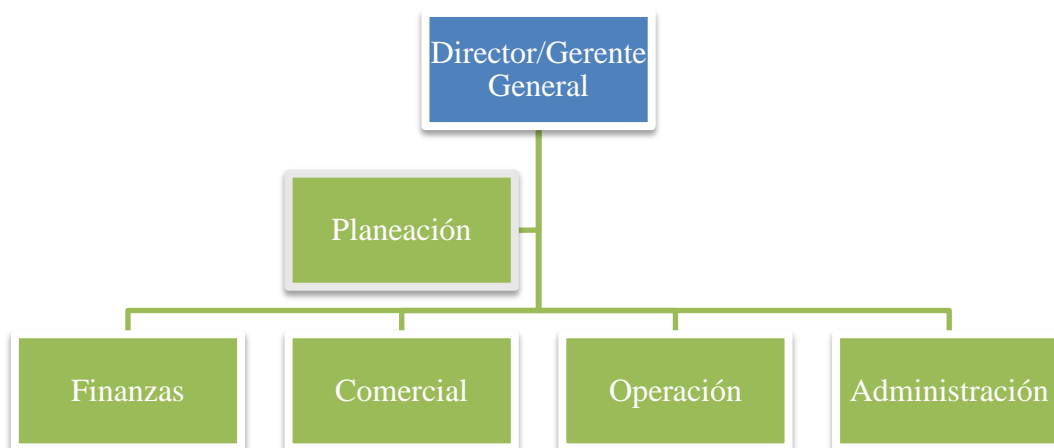 Director/Gerente
General
Planeación
Finanzas
Comercial
Operación
Administración